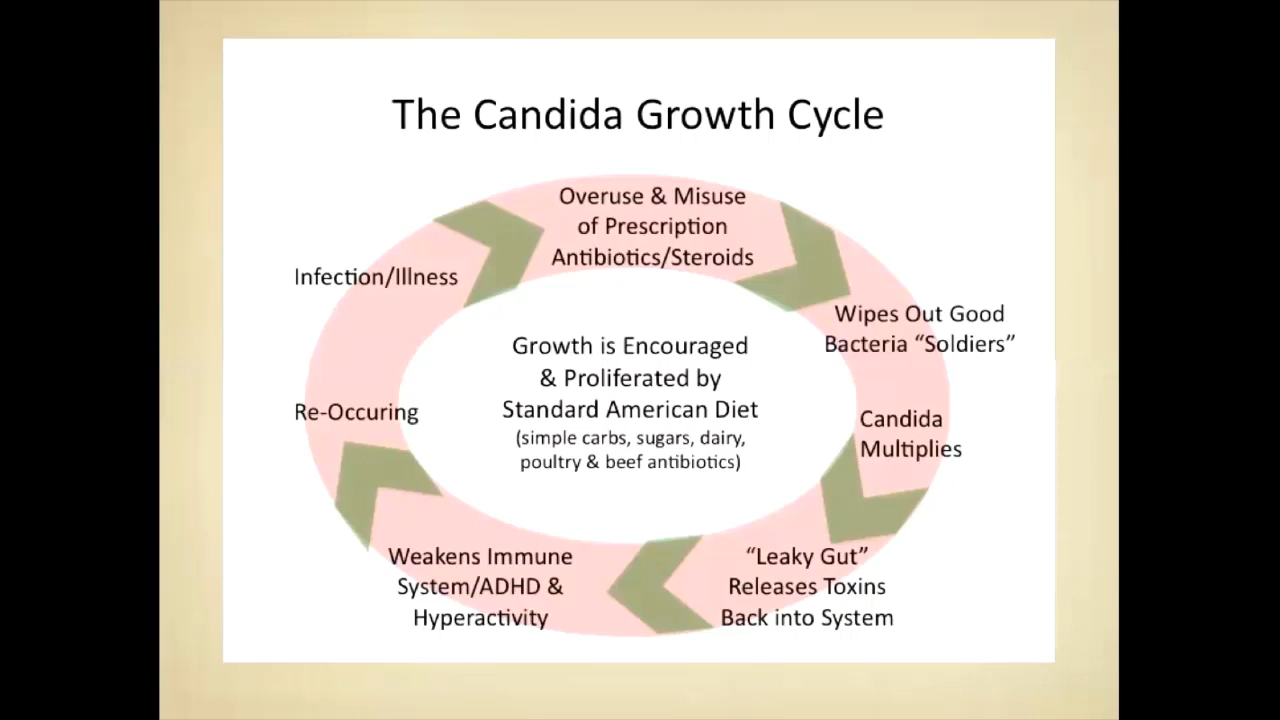 The Candida Growth Cycle
Overuse & Misuse
of Prescription
Antibiotics/Steroids
Wipes Out Good
Bacteria “Soldiers”
Candida
Multiplies
“Leaky Gut”
Releases Toxins
Back into System
Weakens Immune
System/ADHD &
Hyperactivity
Re-Occuring
Infection/Illness
Growth is Encouraged
& Proliferated by
Standard American Diet
(simple carbs, sugars, dairy,
poultry & beef antibiotics)